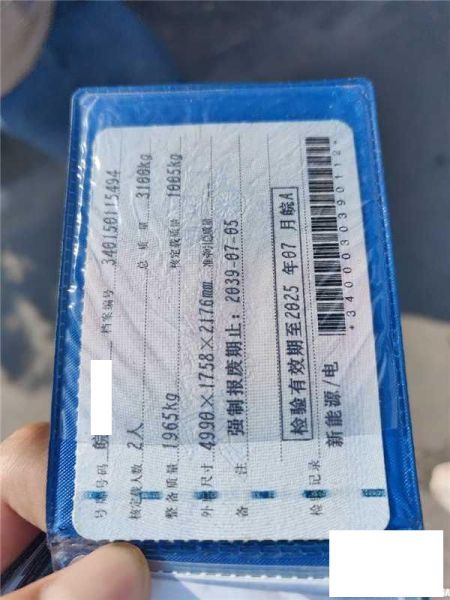 号牌号码 皖 档案编号 340150115494
核定载人数 2人 总质量 3100kg
整备质量 1965kg 核定载质量 1005kg
外廓尺寸 4990×1758×2176mm 准牵引总质量 --
备注 强制报废期止：2039-07-05
检验有效期至2025年07月皖A
检验记录 新能源/电
*3400030390112*